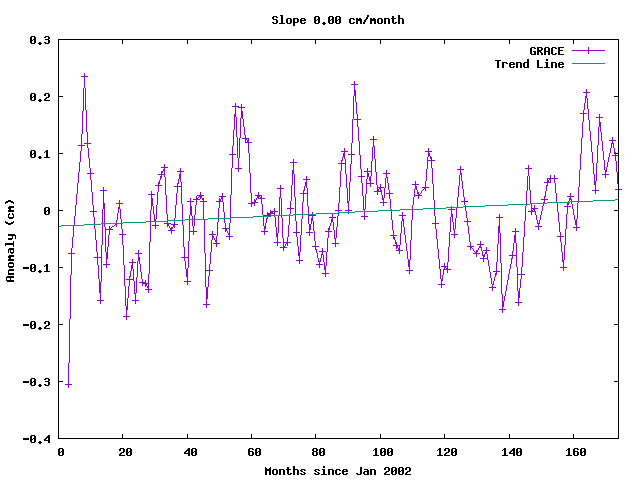 Slope 0.00 cm/month
GRACE
Trend Line
0.3
0.2
0.1
0
-0.1
-0.2
-0.3
-0.4
Anomaly (cm)
0 20 40 60 80 100 120 140 160
Months since Jan 2002